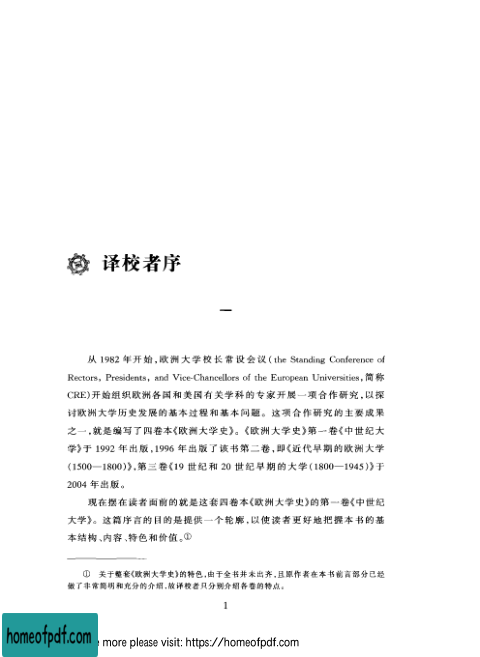 译校者序
一
从 1982 年开始,欧洲大学校长常设会议(the Standing Conference of
Rectors, Presidents, and Vice-Chancellors of the European Universities,简称
CRE)开始组织欧洲各国和美国有关学科的专家开展一项合作研究,以探
讨欧洲大学历史发展的基本过程和基本问题。这项合作研究的主要成果
之一,就是编写了四卷本《欧洲大学史》。《欧洲大学史》第一卷《中世纪大
学》于 1992 年出版,1996 年出版了该书第二卷,即《近代早期的欧洲大学
(1500—1800)》,第三卷《19 世纪和 20 世纪早期的大学(1800—1945)》于
2004 年出版。
现在摆在读者面前的就是这套四卷本《欧洲大学史》的第一卷《中世纪
大学》。这篇序言的目的是提供一个轮廓,以使读者更好地把握本书的基
本结构、内容、特色和价值。①
① 关于整套《欧洲大学史》的特色,由于全书并未出齐,且原作者在本书前言部分已经
做了非常简明和充分的介绍,故译校者只分别介绍各卷的特点。
1
homeofpdf.com
more please visit: https://homeofpdf.com